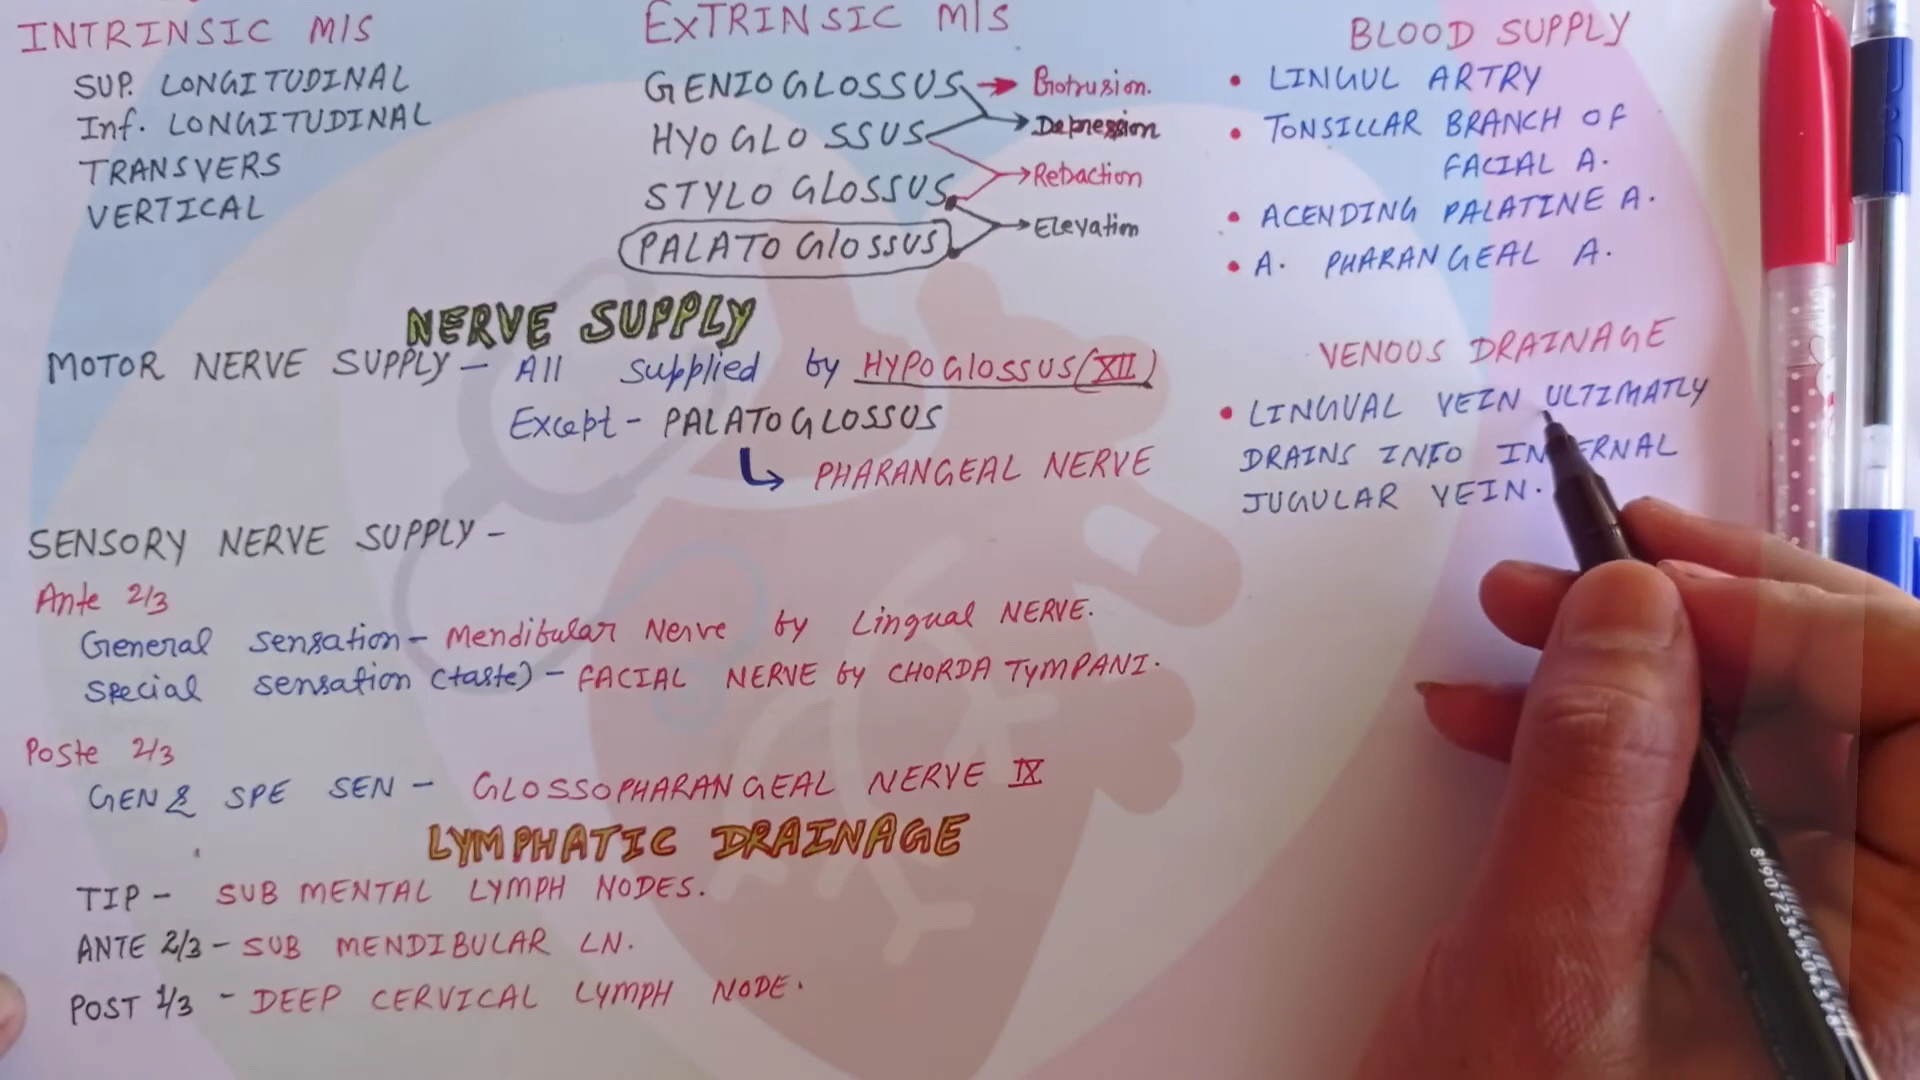 INTRINSIC M/S
SUP. LONGITUDINAL
Inf. LONGITUDINAL
TRANSVERS
VERTICAL
EXTRINSIC M/S
GENIOGLOSSUS → Protrusion.
HYOGLOSSUS → Depression
STYLOGLOSSUS → Retraction
PALATOGLOSSUS → Elevation
NERVE SUPPLY
MOTOR NERVE SUPPLY - All supplied by HYPOGLOSSUS (XII)
Except - PALATOGLOSSUS
↳ PHARANGEAL NERVE
SENSORY NERVE SUPPLY -
Ante 2/3
General sensation - Mendibular Nerve by Lingual NERVE.
Special sensation (taste) - FACIAL NERVE by CHORDA TYMPANI.
Poste 2/3
GEN & SPE SEN - GLOSSOPHARANGEAL NERVE IX
LYMPHATIC DRAINAGE
TIP - SUB MENTAL LYMPH NODES.
ANTE 2/3 - SUB MENDIBULAR LN.
POST 1/3 - DEEP CERVICAL LYMPH NODE.
BLOOD SUPPLY
• LINGUL ARTRY
• TONSILLAR BRANCH OF
FACIAL A.
• ACENDING PALATINE A.
• A. PHARANGEAL A.
VENOUS DRAINAGE
• LINGUAL VEIN ULTIMATLY
DRAINS INTO INTERNAL
JUGULAR VEIN.